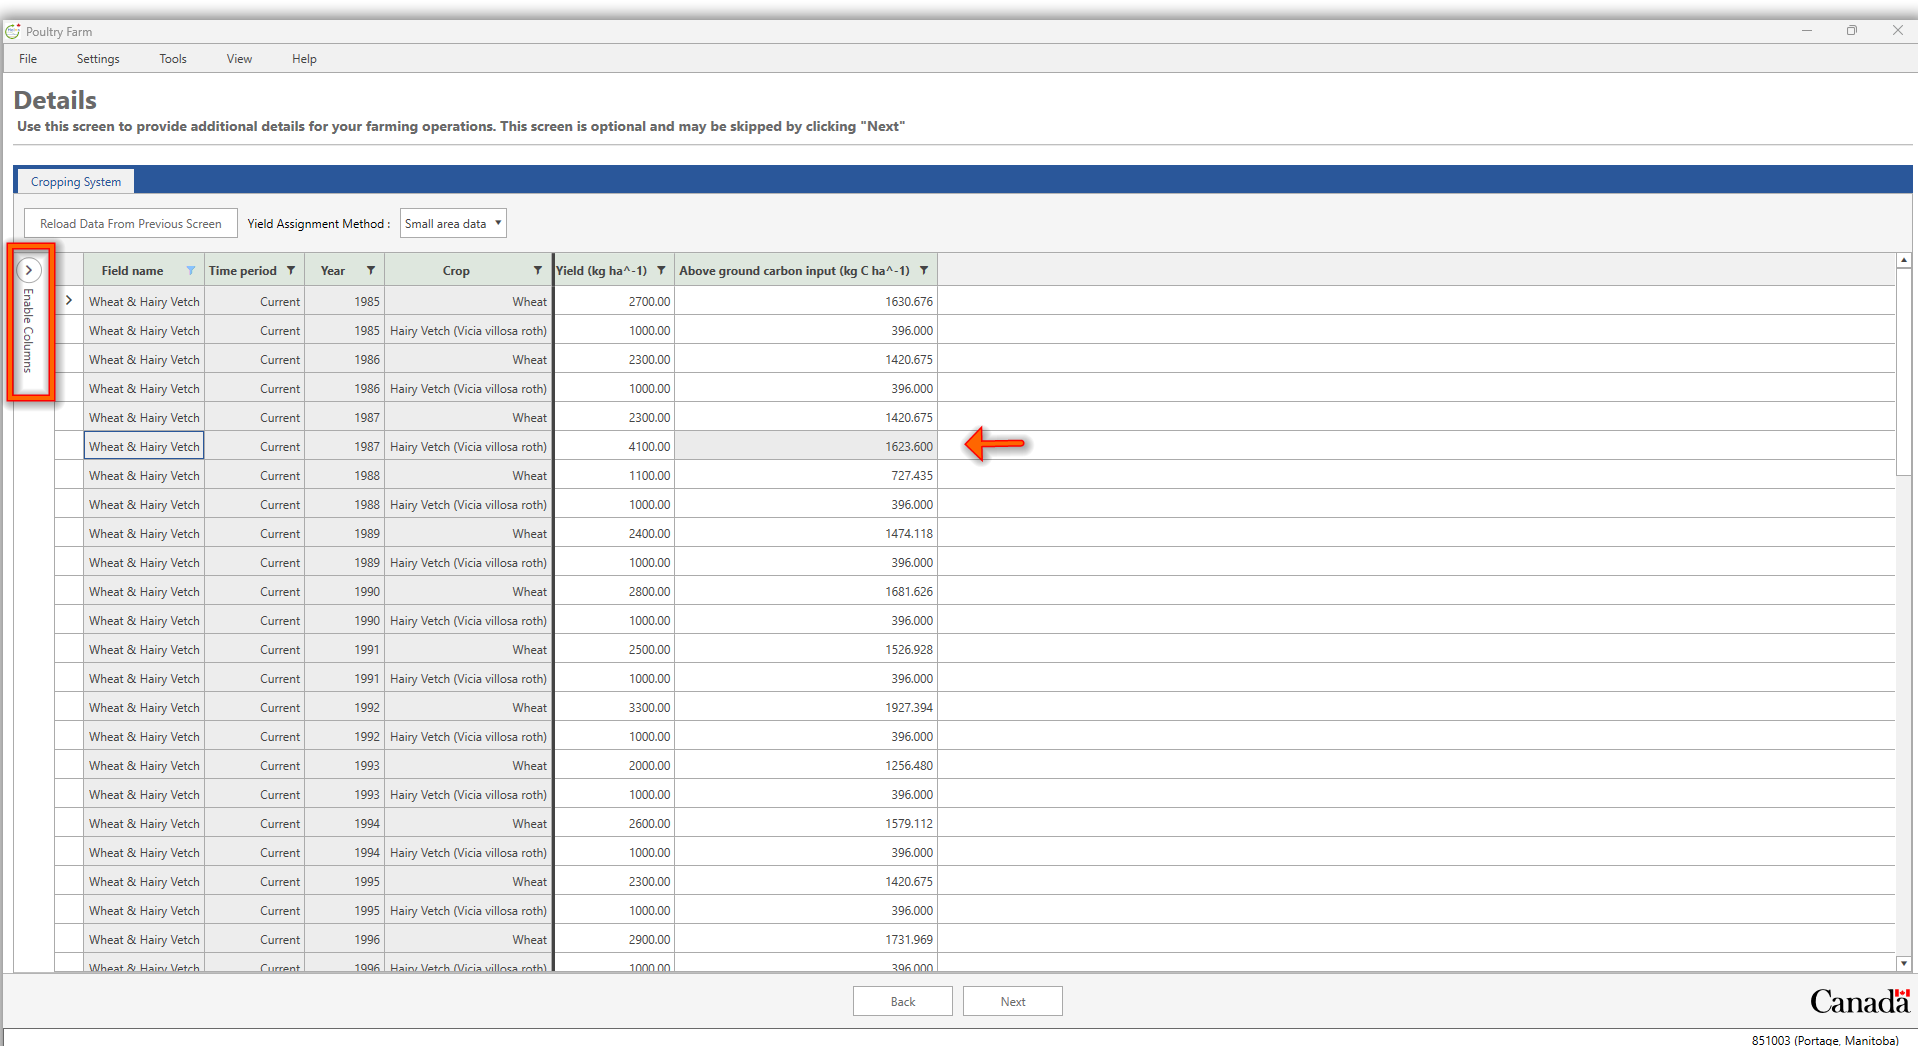 Poultry Farm
File Settings Tools View Help
Details
Use this screen to provide additional details for your farming operations. This screen is optional and may be skipped by clicking "Next"
Cropping System
Reload Data From Previous Screen Yield Assignment Method : Small area data
Enable Columns
Field name Time period Year Crop Yield (kg ha^-1) Above ground carbon input (kg C ha^-1)
Wheat & Hairy Vetch Current 1985 Wheat 2700.00 1630.676
Wheat & Hairy Vetch Current 1985 Hairy Vetch (Vicia villosa roth) 1000.00 396.000
Wheat & Hairy Vetch Current 1986 Wheat 2300.00 1420.675
Wheat & Hairy Vetch Current 1986 Hairy Vetch (Vicia villosa roth) 1000.00 396.000
Wheat & Hairy Vetch Current 1987 Wheat 2300.00 1420.675
Wheat & Hairy Vetch Current 1987 Hairy Vetch (Vicia villosa roth) 4100.00 1623.600
Wheat & Hairy Vetch Current 1988 Wheat 1100.00 727.435
Wheat & Hairy Vetch Current 1988 Hairy Vetch (Vicia villosa roth) 1000.00 396.000
Wheat & Hairy Vetch Current 1989 Wheat 2400.00 1474.118
Wheat & Hairy Vetch Current 1989 Hairy Vetch (Vicia villosa roth) 1000.00 396.000
Wheat & Hairy Vetch Current 1990 Wheat 2800.00 1681.626
Wheat & Hairy Vetch Current 1990 Hairy Vetch (Vicia villosa roth) 1000.00 396.000
Wheat & Hairy Vetch Current 1991 Wheat 2500.00 1526.928
Wheat & Hairy Vetch Current 1991 Hairy Vetch (Vicia villosa roth) 1000.00 396.000
Wheat & Hairy Vetch Current 1992 Wheat 3300.00 1927.394
Wheat & Hairy Vetch Current 1992 Hairy Vetch (Vicia villosa roth) 1000.00 396.000
Wheat & Hairy Vetch Current 1993 Wheat 2000.00 1256.480
Wheat & Hairy Vetch Current 1993 Hairy Vetch (Vicia villosa roth) 1000.00 396.000
Wheat & Hairy Vetch Current 1994 Wheat 2600.00 1579.112
Wheat & Hairy Vetch Current 1994 Hairy Vetch (Vicia villosa roth) 1000.00 396.000
Wheat & Hairy Vetch Current 1995 Wheat 2300.00 1420.675
Wheat & Hairy Vetch Current 1995 Hairy Vetch (Vicia villosa roth) 1000.00 396.000
Wheat & Hairy Vetch Current 1996 Wheat 2900.00 1731.969
Wheat & Hairy Vetch Current 1996 Hairy Vetch (Vicia villosa roth) 1000.00 396.000
Back Next
Canada
851003 (Portage, Manitoba)